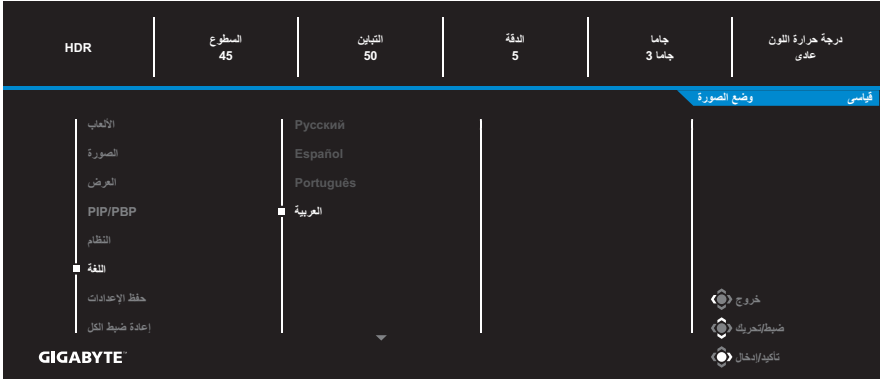 HDR
السطوع
45
التباين
50
الدقة
5
جاما
جاما 3
درجة حرارة اللون
عادى
وضع الصورة
قياسى
الألعاب
الصورة
العرض
PIP/PBP
النظام
اللغة
حفظ الإعدادات
إعادة ضبط الكل
Русский
Español
Português
العربية
خروج
ضبط/تحريك
تأكيد/إدخال
GIGABYTE™